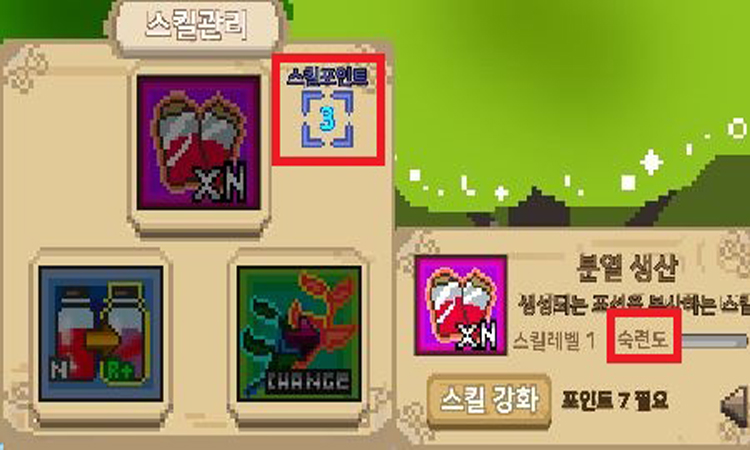 스킬관리
스킬포인트
3
XN
N
R+
CHANGE
분열 생산
생성되는 포션을 복사하는 스킬
XN
스킬레벨 1 숙련도
스킬 강화 포인트 7 필요